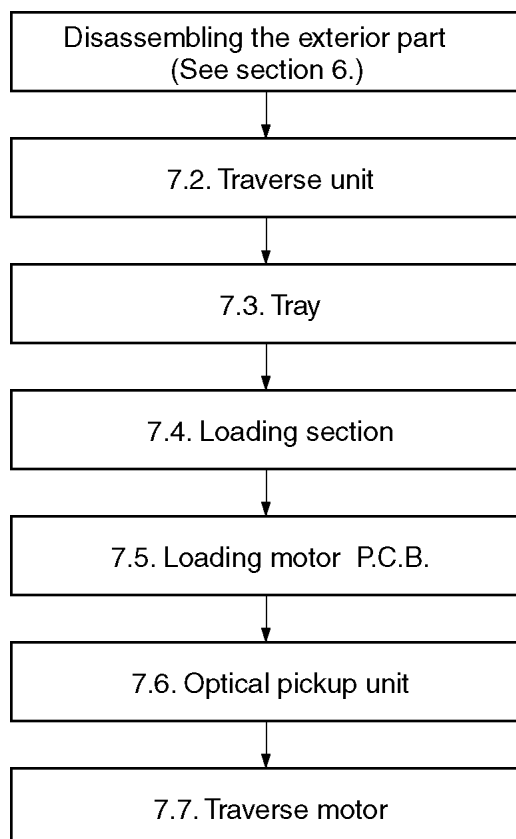 Disassembling the exterior part
(See section 6.)
7.2. Traverse unit
7.3. Tray
7.4. Loading section
7.5. Loading motor P.C.B.
7.6. Optical pickup unit
7.7. Traverse motor